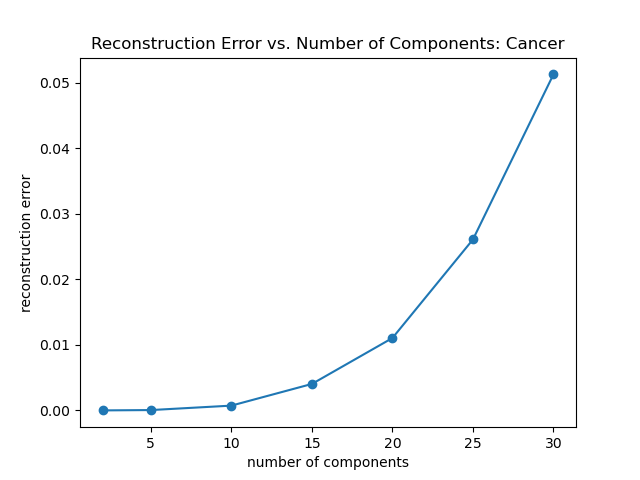 Reconstruction Error vs. Number of Components: Cancer
0.05
0.04
0.03
0.02
0.01
0.00
reconstruction error
5 10 15 20 25 30
number of components